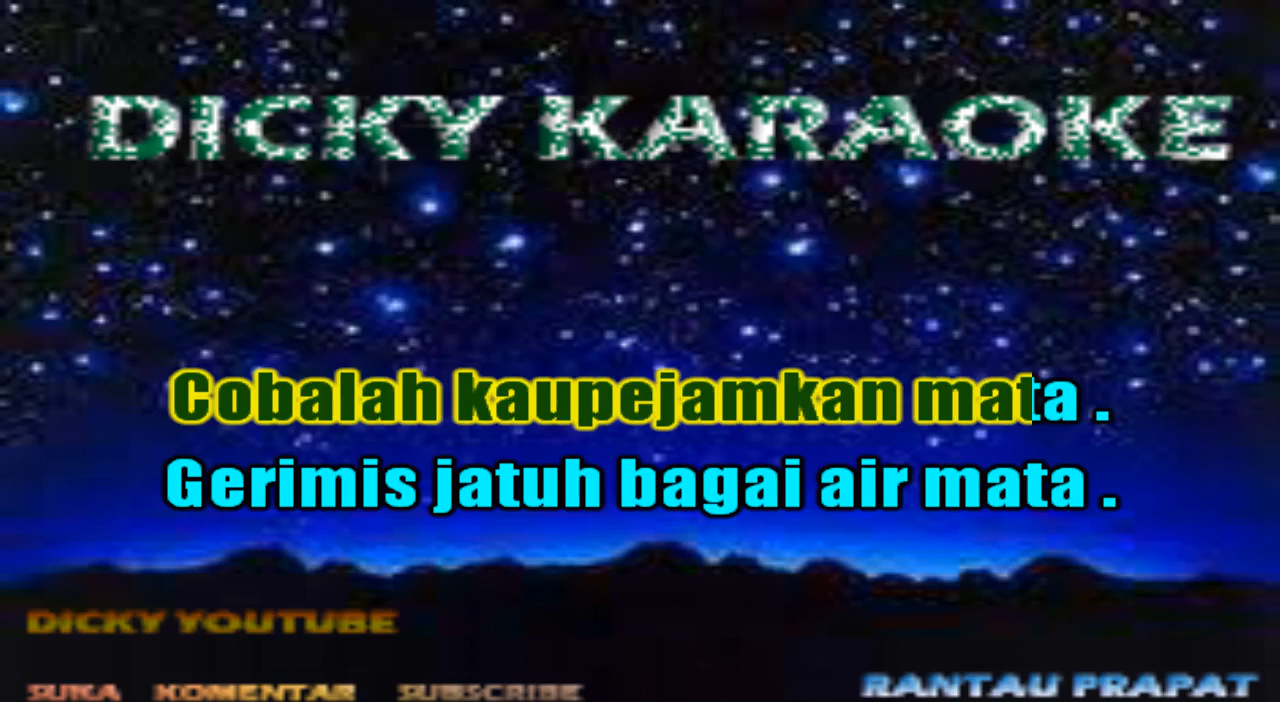 DICKY KARAOKE
Cobalah kaupejamkan mata .
Gerimis jatuh bagai air mata .
DICKY YOUTUBE
SUKA KOMENTAR SUBSCRIBE
RANTAU PRAPAT